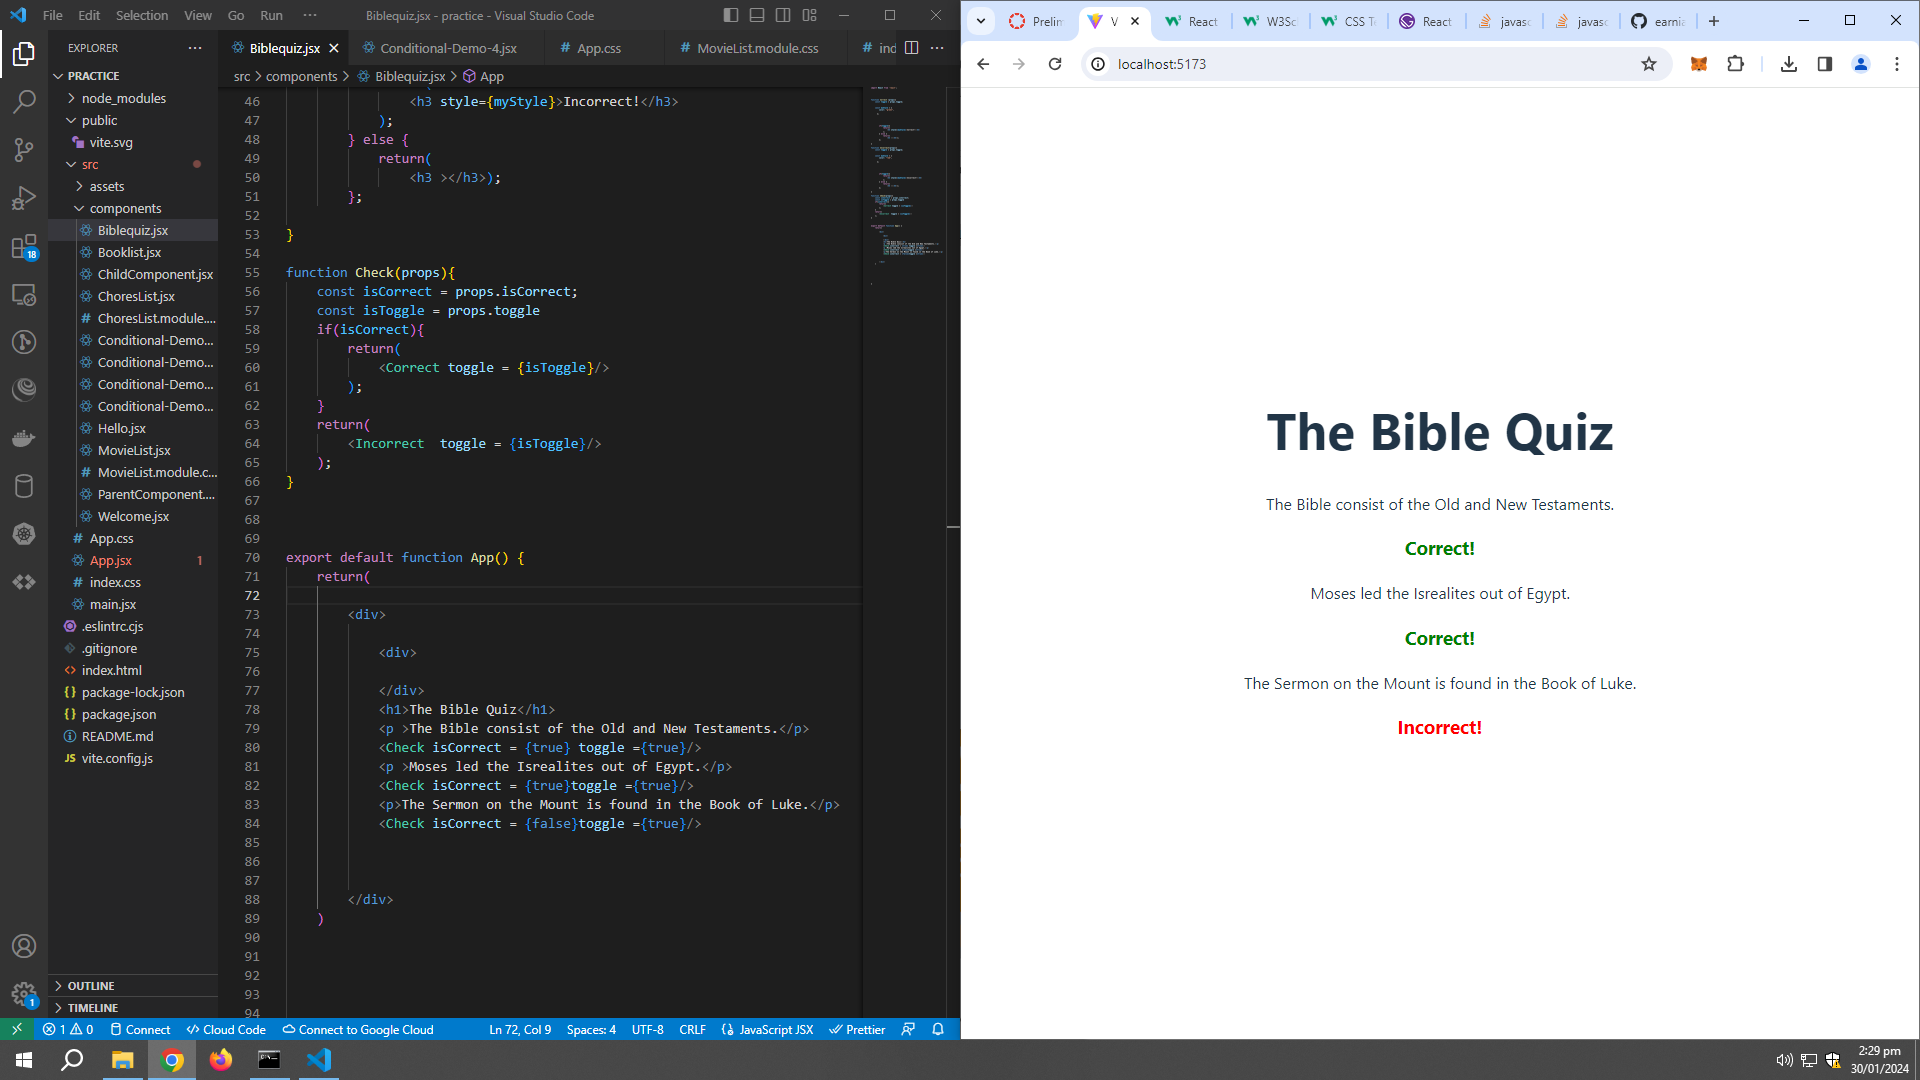 File Edit Selection View Go Run ··· Biblequiz.jsx - practice - Visual Studio Code
EXPLORER ···
PRACTICE
node_modules
public
vite.svg
src
assets
components
Biblequiz.jsx
Booklist.jsx
ChildComponent.jsx
ChoresList.jsx
# ChoresList.module....
Conditional-Demo...
Conditional-Demo...
Conditional-Demo...
Conditional-Demo...
Hello.jsx
MovieList.jsx
# MovieList.module.c...
ParentComponent....
Welcome.jsx
# App.css
App.jsx 1
# index.css
main.jsx
.eslintrc.cjs
.gitignore
<> index.html
{} package-lock.json
{} package.json
README.md
JS vite.config.js
OUTLINE
TIMELINE
18
1
Biblequiz.jsx Conditional-Demo-4.jsx # App.css # MovieList.module.css # ind ···
src > components > Biblequiz.jsx > App
46 <h3 style={myStyle}>Incorrect!</h3>
47 );
48 } else {
49 return(
50 <h3 ></h3>);
51 };
52
53 }
54
55 function Check(props){
56 const isCorrect = props.isCorrect;
57 const isToggle = props.toggle
58 if(isCorrect){
59 return(
60 <Correct toggle = {isToggle}/>
61 );
62 }
63 return(
64 <Incorrect  toggle = {isToggle}/>
65 );
66 }
67
68
69
70 export default function App() {
71 return(
72
73 <div>
74
75 <div>
76
77 </div>
78 <h1>The Bible Quiz</h1>
79 <p >The Bible consist of the Old and New Testaments.</p>
80 <Check isCorrect = {true} toggle ={true}/>
81 <p >Moses led the Isrealites out of Egypt.</p>
82 <Check isCorrect = {true}toggle ={true}/>
83 <p>The Sermon on the Mount is found in the Book of Luke.</p>
84 <Check isCorrect = {false}toggle ={true}/>
85
86
87
88 </div>
89 )
90
91
92
93
94
1 0 Connect </> Cloud Code Connect to Google Cloud Ln 72, Col 9 Spaces: 4 UTF-8 CRLF JavaScript JSX Prettier
Prelim V React W3Sc CSS T React javasc javasc earnia
localhost:5173
The Bible Quiz
The Bible consist of the Old and New Testaments.
Correct!
Moses led the Isrealites out of Egypt.
Correct!
The Sermon on the Mount is found in the Book of Luke.
Incorrect!
2:29 pm
30/01/2024